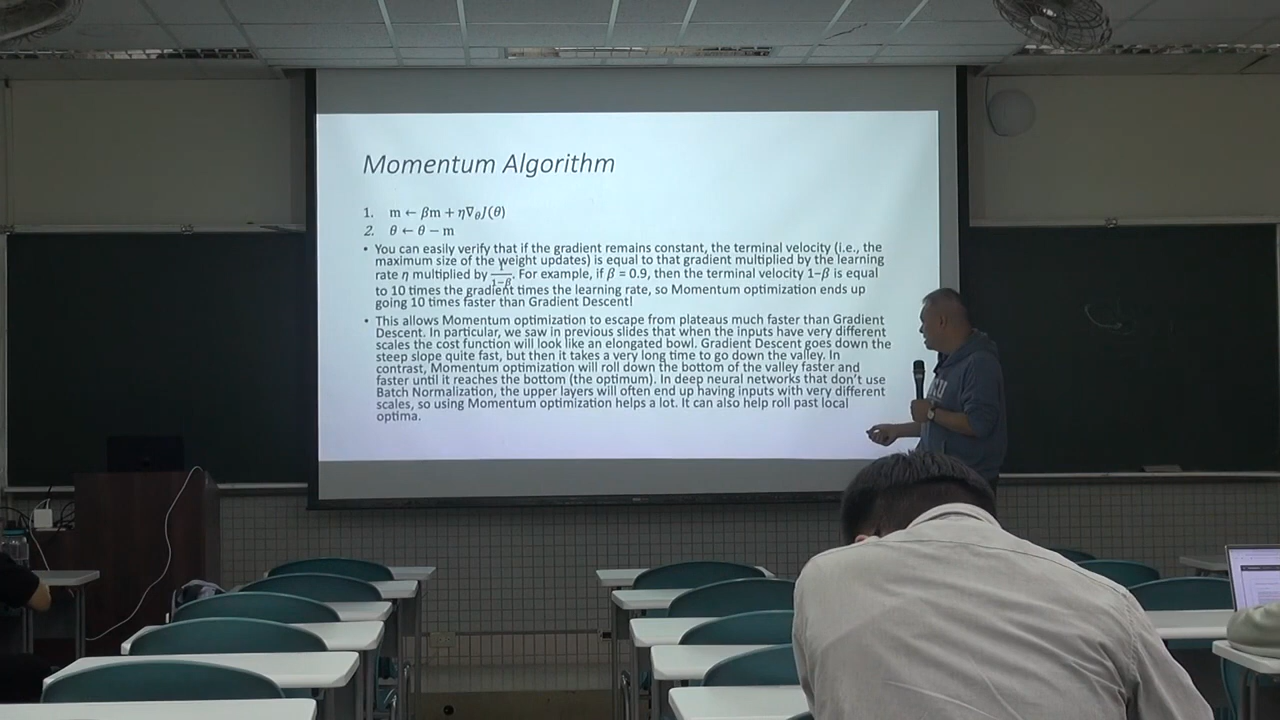 Momentum Algorithm
1. m ← βm + η∇θJ(θ)
2. θ ← θ − m
• You can easily verify that if the gradient remains constant, the terminal velocity (i.e., the
maximum size of the weight updates) is equal to that gradient multiplied by the learning
rate η multiplied by 1/1−β. For example, if β = 0.9, then the terminal velocity 1−β is equal
to 10 times the gradient times the learning rate, so Momentum optimization ends up
going 10 times faster than Gradient Descent!
• This allows Momentum optimization to escape from plateaus much faster than Gradient
Descent. In particular, we saw in previous slides that when the inputs have very different
scales the cost function will look like an elongated bowl. Gradient Descent goes down the
steep slope quite fast, but then it takes a very long time to go down the valley. In
contrast, Momentum optimization will roll down the bottom of the valley faster and
faster until it reaches the bottom (the optimum). In deep neural networks that don't use
Batch Normalization, the upper layers will often end up having inputs with very different
scales, so using Momentum optimization helps a lot. It can also help roll past local
optima.